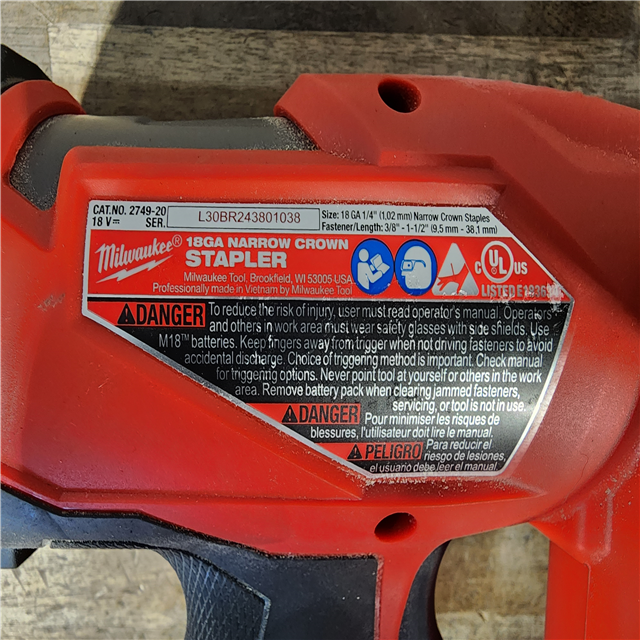 CAT.NO. 2749-20
18 V⎓ SER. L30BR243801038
Size: 18 GA 1/4" (1,02 mm) Narrow Crown Staples
Fastener/Length: 3/8" - 1-1/2" (9,5 mm - 38,1 mm)
Milwaukee®
18GA NARROW CROWN
STAPLER
Milwaukee Tool, Brookfield, WI 53005 USA
Professionally made in Vietnam by Milwaukee Tool
C UL US
LISTED
DANGER To reduce the risk of injury, user must read operator's manual. Operators
and others in work area must wear safety glasses with side shields. Use
M18™ batteries. Keep fingers away from trigger when not driving fasteners to avoid
accidental discharge. Choice of triggering method is important. Check manual
for triggering options. Never point tool at yourself or others in the work
area. Remove battery pack when clearing jammed fasteners,
servicing, or tool is not in use.
DANGER Pour minimiser les risques de
blessures, l'utilisateur doit lire le manual.
PELIGRO Para reducir el
riesgo de lesiones,
el usuario debe leer el manual.